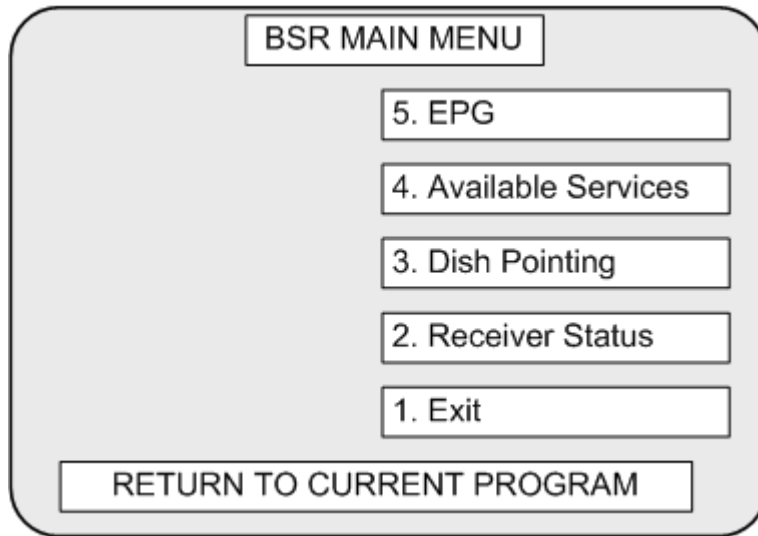 BSR MAIN MENU
5. EPG
4. Available Services
3. Dish Pointing
2. Receiver Status
1. Exit
RETURN TO CURRENT PROGRAM